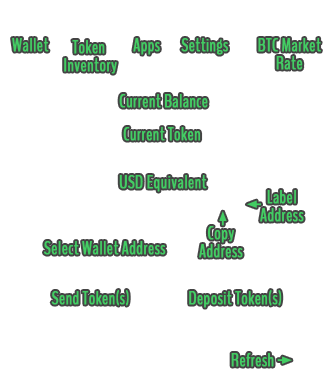 Wallet
Token
Inventory
Apps
Settings
BTC Market
Rate
Current Balance
Current Token
USD Equivalent
Label
Address
Copy
Address
Select Wallet Address
Send Token(s)
Deposit Token(s)
Refresh